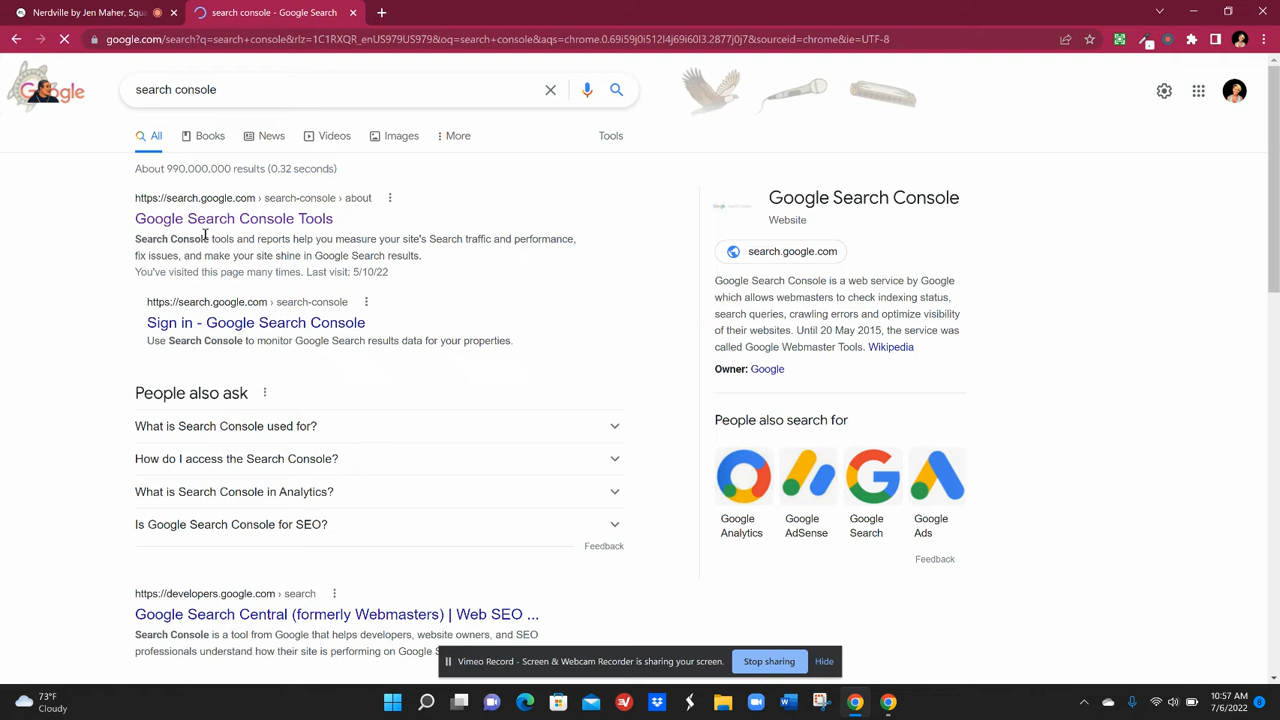 Nerdville by Jen Maher, Squa
search console - Google Search
google.com/search?q=search+console&rlz=1C1RXQR_enUS979US979&oq=search+console&aqs=chrome.0.69i59j0i512l4j69i60l3.2877j0j7&sourceid=chrome&ie=UTF-8
search console
All
Books
News
Videos
Images
More
Tools
About 990,000,000 results (0.32 seconds)
https://search.google.com › search-console › about
Google Search Console Tools
Search Console tools and reports help you measure your site's Search traffic and performance,
fix issues, and make your site shine in Google Search results.
You've visited this page many times. Last visit: 5/10/22
https://search.google.com › search-console
Sign in - Google Search Console
Use Search Console to monitor Google Search results data for your properties.
People also ask
What is Search Console used for?
How do I access the Search Console?
What is Search Console in Analytics?
Is Google Search Console for SEO?
Feedback
https://developers.google.com › search
Google Search Central (formerly Webmasters) | Web SEO ...
Search Console is a tool from Google that helps developers, website owners, and SEO
professionals understand how their site is performing on Google S
Google Search Console
Website
search.google.com
Google Search Console is a web service by Google
which allows webmasters to check indexing status,
search queries, crawling errors and optimize visibility
of their websites. Until 20 May 2015, the service was
called Google Webmaster Tools. Wikipedia
Owner: Google
People also search for
Google
Analytics
Google
AdSense
Google
Search
Google
Ads
Feedback
Vimeo Record - Screen & Webcam Recorder is sharing your screen.
Stop sharing
Hide
73°F
Cloudy
10:57 AM
7/6/2022